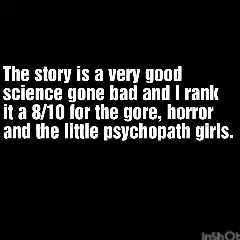 The story is a very good
science gone bad and I rank
it a 8/10 for the gore, horror
and the little psychopath girls.